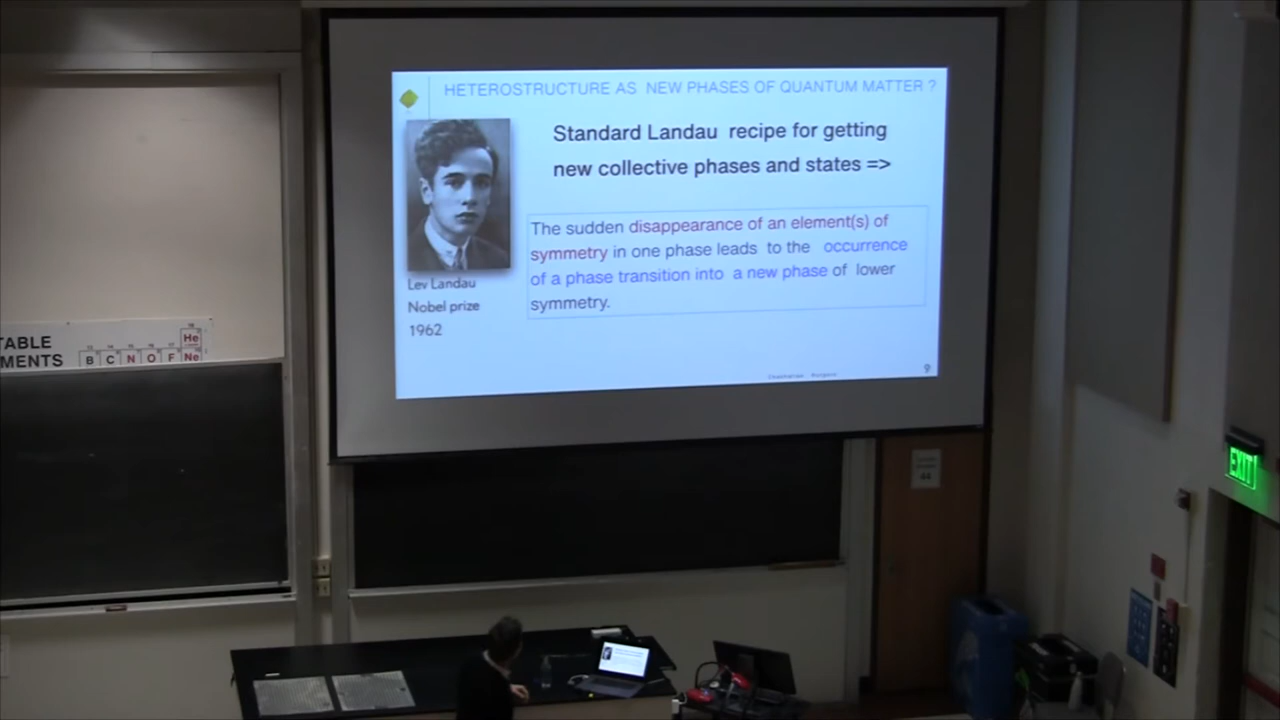 HETEROSTRUCTURE AS NEW PHASES OF QUANTUM MATTER ?
Standard Landau recipe for getting
new collective phases and states =>
The sudden disappearance of an element(s) of
symmetry in one phase leads to the occurrence
of a phase transition into a new phase of lower
symmetry.
Lev Landau
Nobel prize
1962
9
TABLE
MENTS
He
B C N O F Ne
EXIT